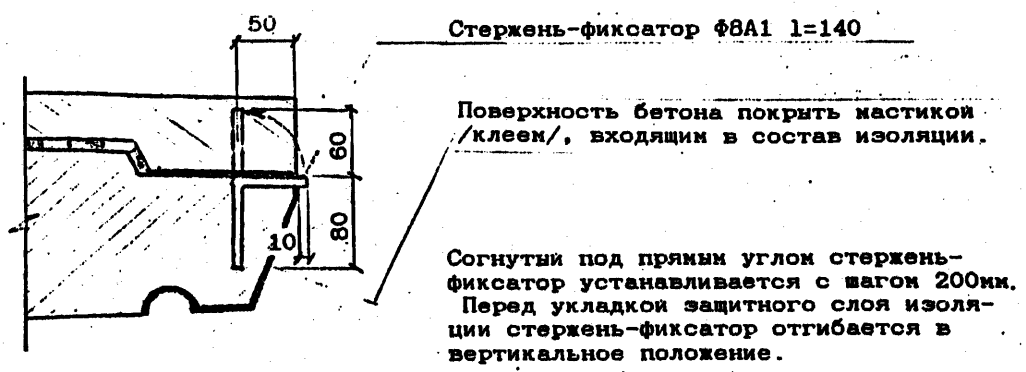 50
Стержень-фиксатор Ф8А1 l=140
Поверхность бетона покрыть мастикой
/клеем/, входящим в состав изоляции.
60
10
80
Согнутый под прямым углом стержень-
фиксатор устанавливается с шагом 200мм.
Перед укладкой защитного слоя изоля-
ции стержень-фиксатор отгибается в
вертикальное положение.